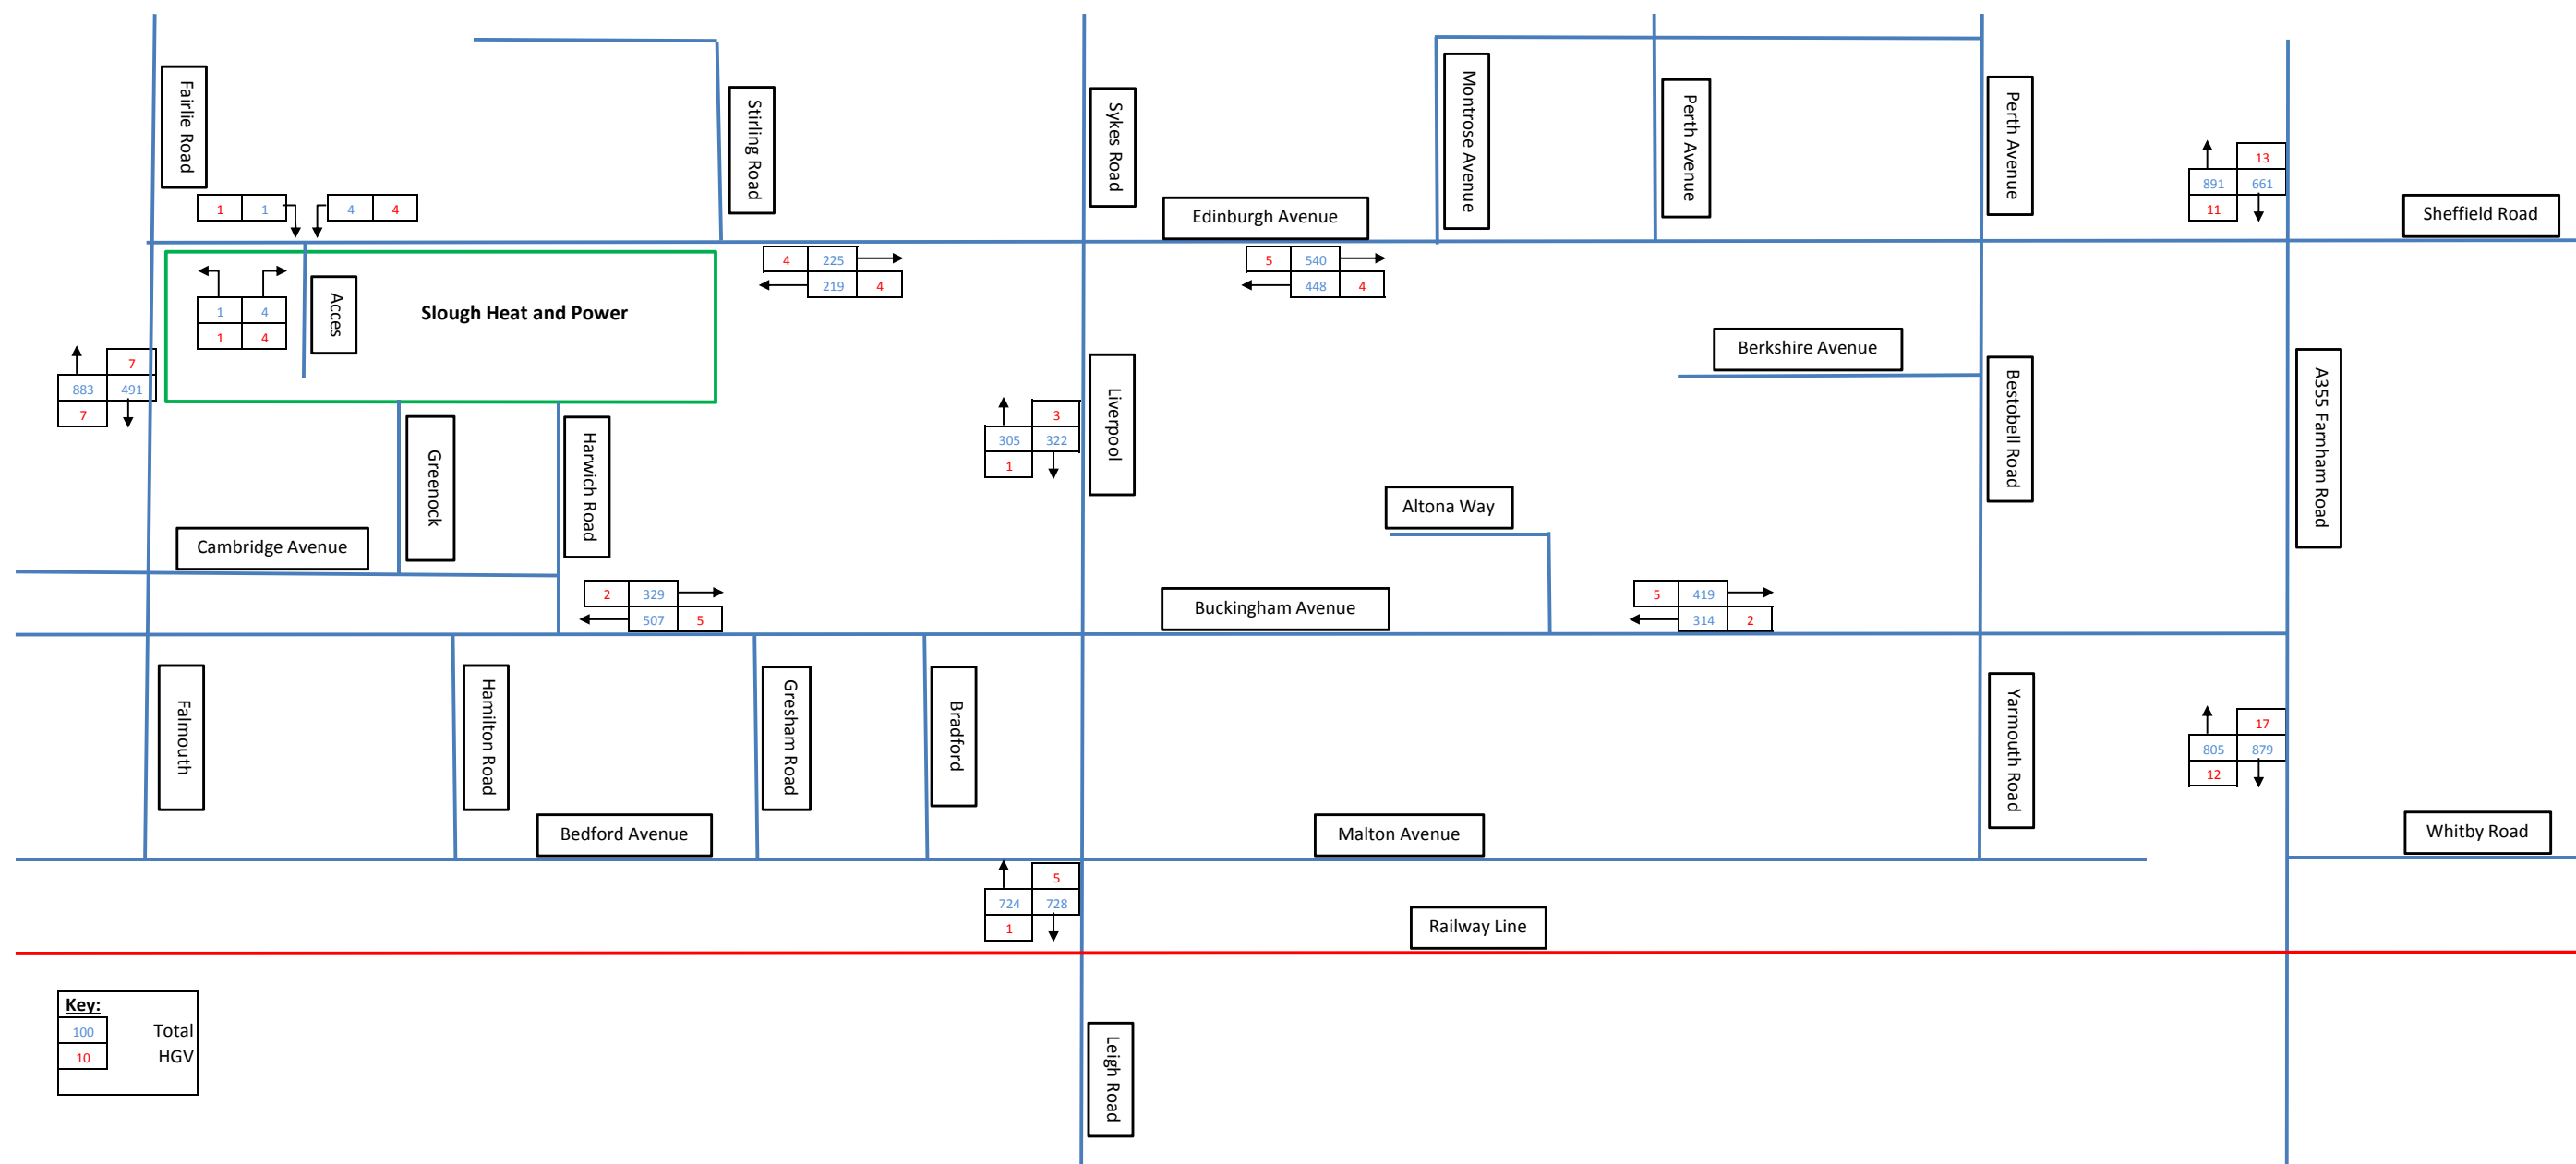 Fairlie Road
Stirling Road
Sykes Road
Montrose Avenue
Perth Avenue
Perth Avenue
13
891 661
11
1 1
4 4
Edinburgh Avenue
Sheffield Road
4 225
219 4
5 540
448 4
1 4
1 4
Acces
Slough Heat and Power
Berkshire Avenue
7
883 491
7
Liverpool
Bestobell Road
A355 Farnham Road
3
305 322
1
Greenock
Harwich Road
Altona Way
Cambridge Avenue
2 329
507 5
Buckingham Avenue
5 419
314 2
Falmouth
Hamilton Road
Gresham Road
Bradford
Yarmouth Road
17
805 879
12
Bedford Avenue
Malton Avenue
Whitby Road
5
724 728
1
Railway Line
Key:
100 Total
10 HGV
Leigh Road